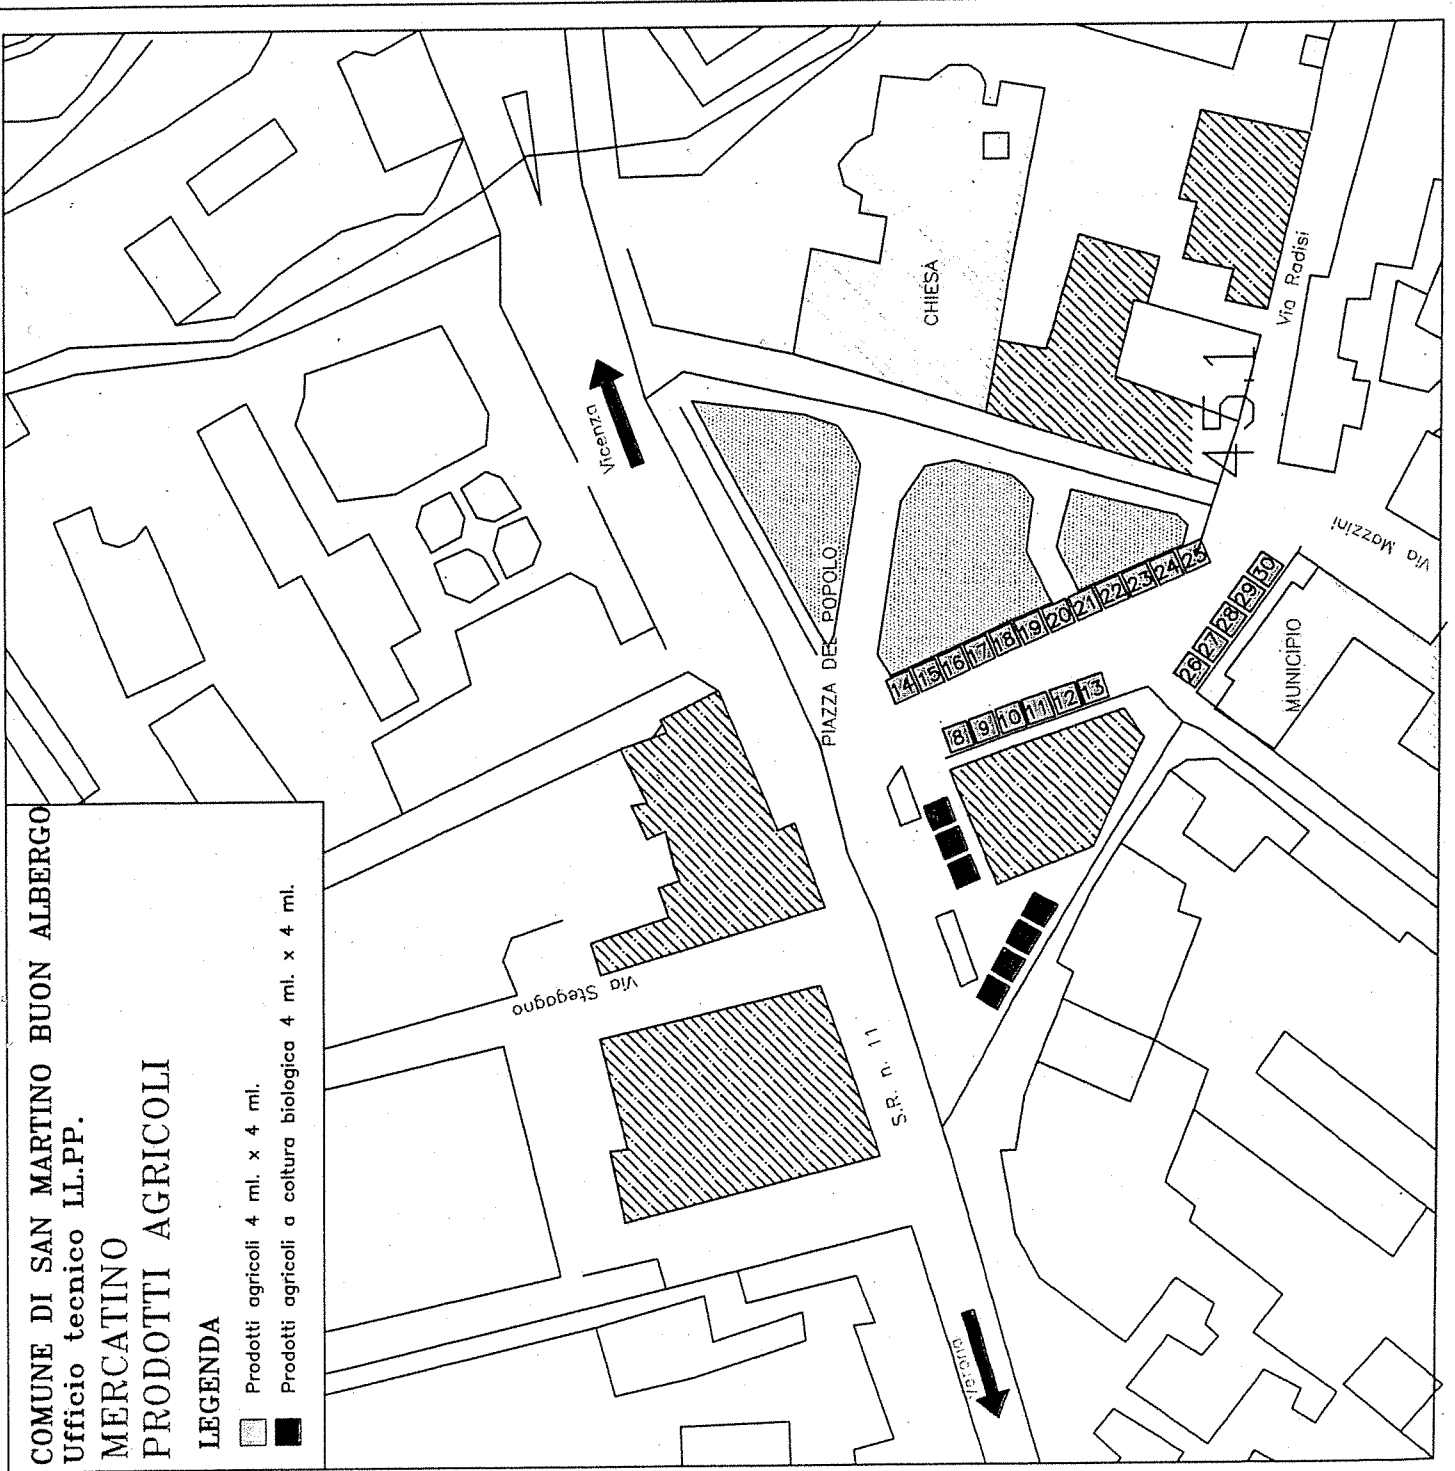 COMUNE DI SAN MARTINO BUON ALBERGO
Ufficio tecnico LL.PP.
MERCATINO
PRODOTTI AGRICOLI
LEGENDA
Prodotti agricoli 4 ml. x 4 ml.
Prodotti agricoli a coltura biologica 4 ml. x 4 ml.
Vicenza
CHIESA
Via Radisi
45.1
Via Mazzini
PIAZZA DEL POPOLO
14 15 16 17 18 19 20 21 22 23 24 25
8 9 10 11 12 13
26 27 28 29 30
MUNICIPIO
Via Stegagno
S.R. n. 11
Verona